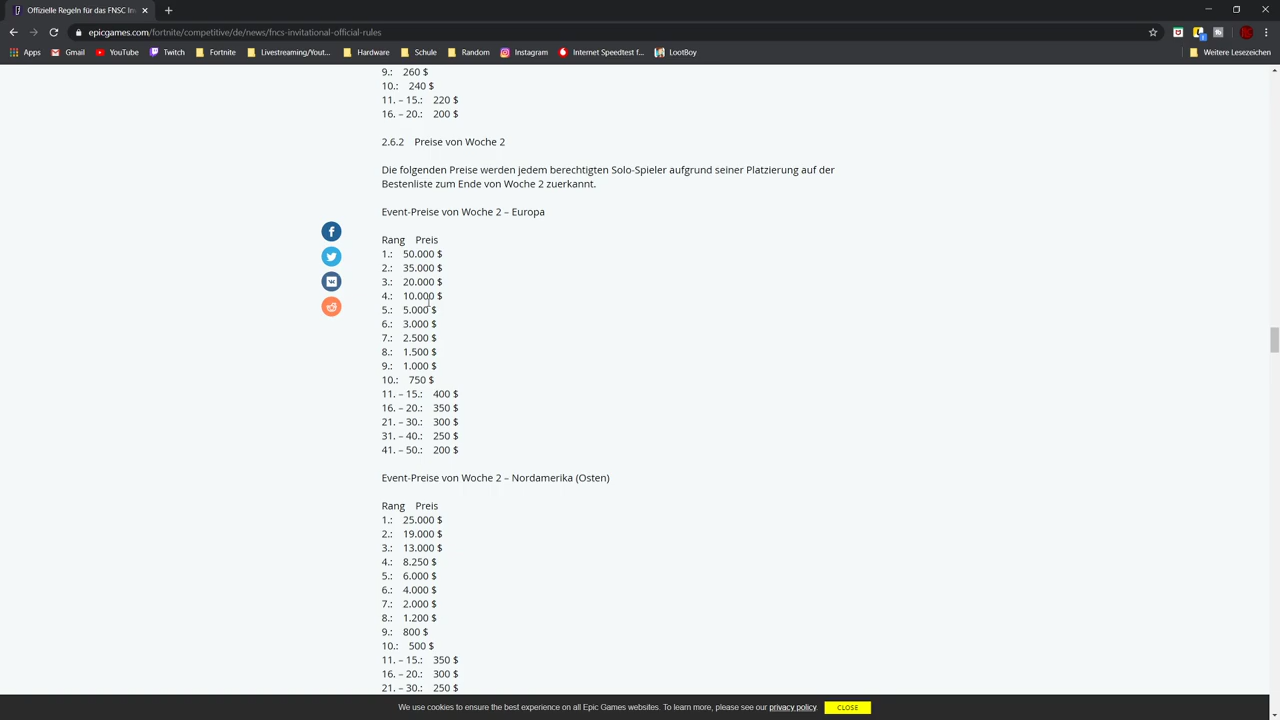 Offizielle Regeln für das FNSC In
epicgames.com/fortnite/competitive/de/news/fncs-invitational-official-rules
Apps Gmail YouTube Twitch Fortnite Livestreaming/Yout... Hardware Schule Random Instagram Internet Speedtest f... LootBoy Weitere Lesezeichen
9.: 260 $
10.: 240 $
11. – 15.: 220 $
16. – 20.: 200 $
2.6.2 Preise von Woche 2
Die folgenden Preise werden jedem berechtigten Solo-Spieler aufgrund seiner Platzierung auf der
Bestenliste zum Ende von Woche 2 zuerkannt.
Event-Preise von Woche 2 – Europa
Rang Preis
1.: 50.000 $
2.: 35.000 $
3.: 20.000 $
4.: 10.000 $
5.: 5.000 $
6.: 3.000 $
7.: 2.500 $
8.: 1.500 $
9.: 1.000 $
10.: 750 $
11. – 15.: 400 $
16. – 20.: 350 $
21. – 30.: 300 $
31. – 40.: 250 $
41. – 50.: 200 $
Event-Preise von Woche 2 – Nordamerika (Osten)
Rang Preis
1.: 25.000 $
2.: 19.000 $
3.: 13.000 $
4.: 8.250 $
5.: 6.000 $
6.: 4.000 $
7.: 2.000 $
8.: 1.200 $
9.: 800 $
10.: 500 $
11. – 15.: 350 $
16. – 20.: 300 $
21. – 30.: 250 $
We use cookies to ensure the best experience on all Epic Games websites. To learn more, please see our privacy policy. CLOSE